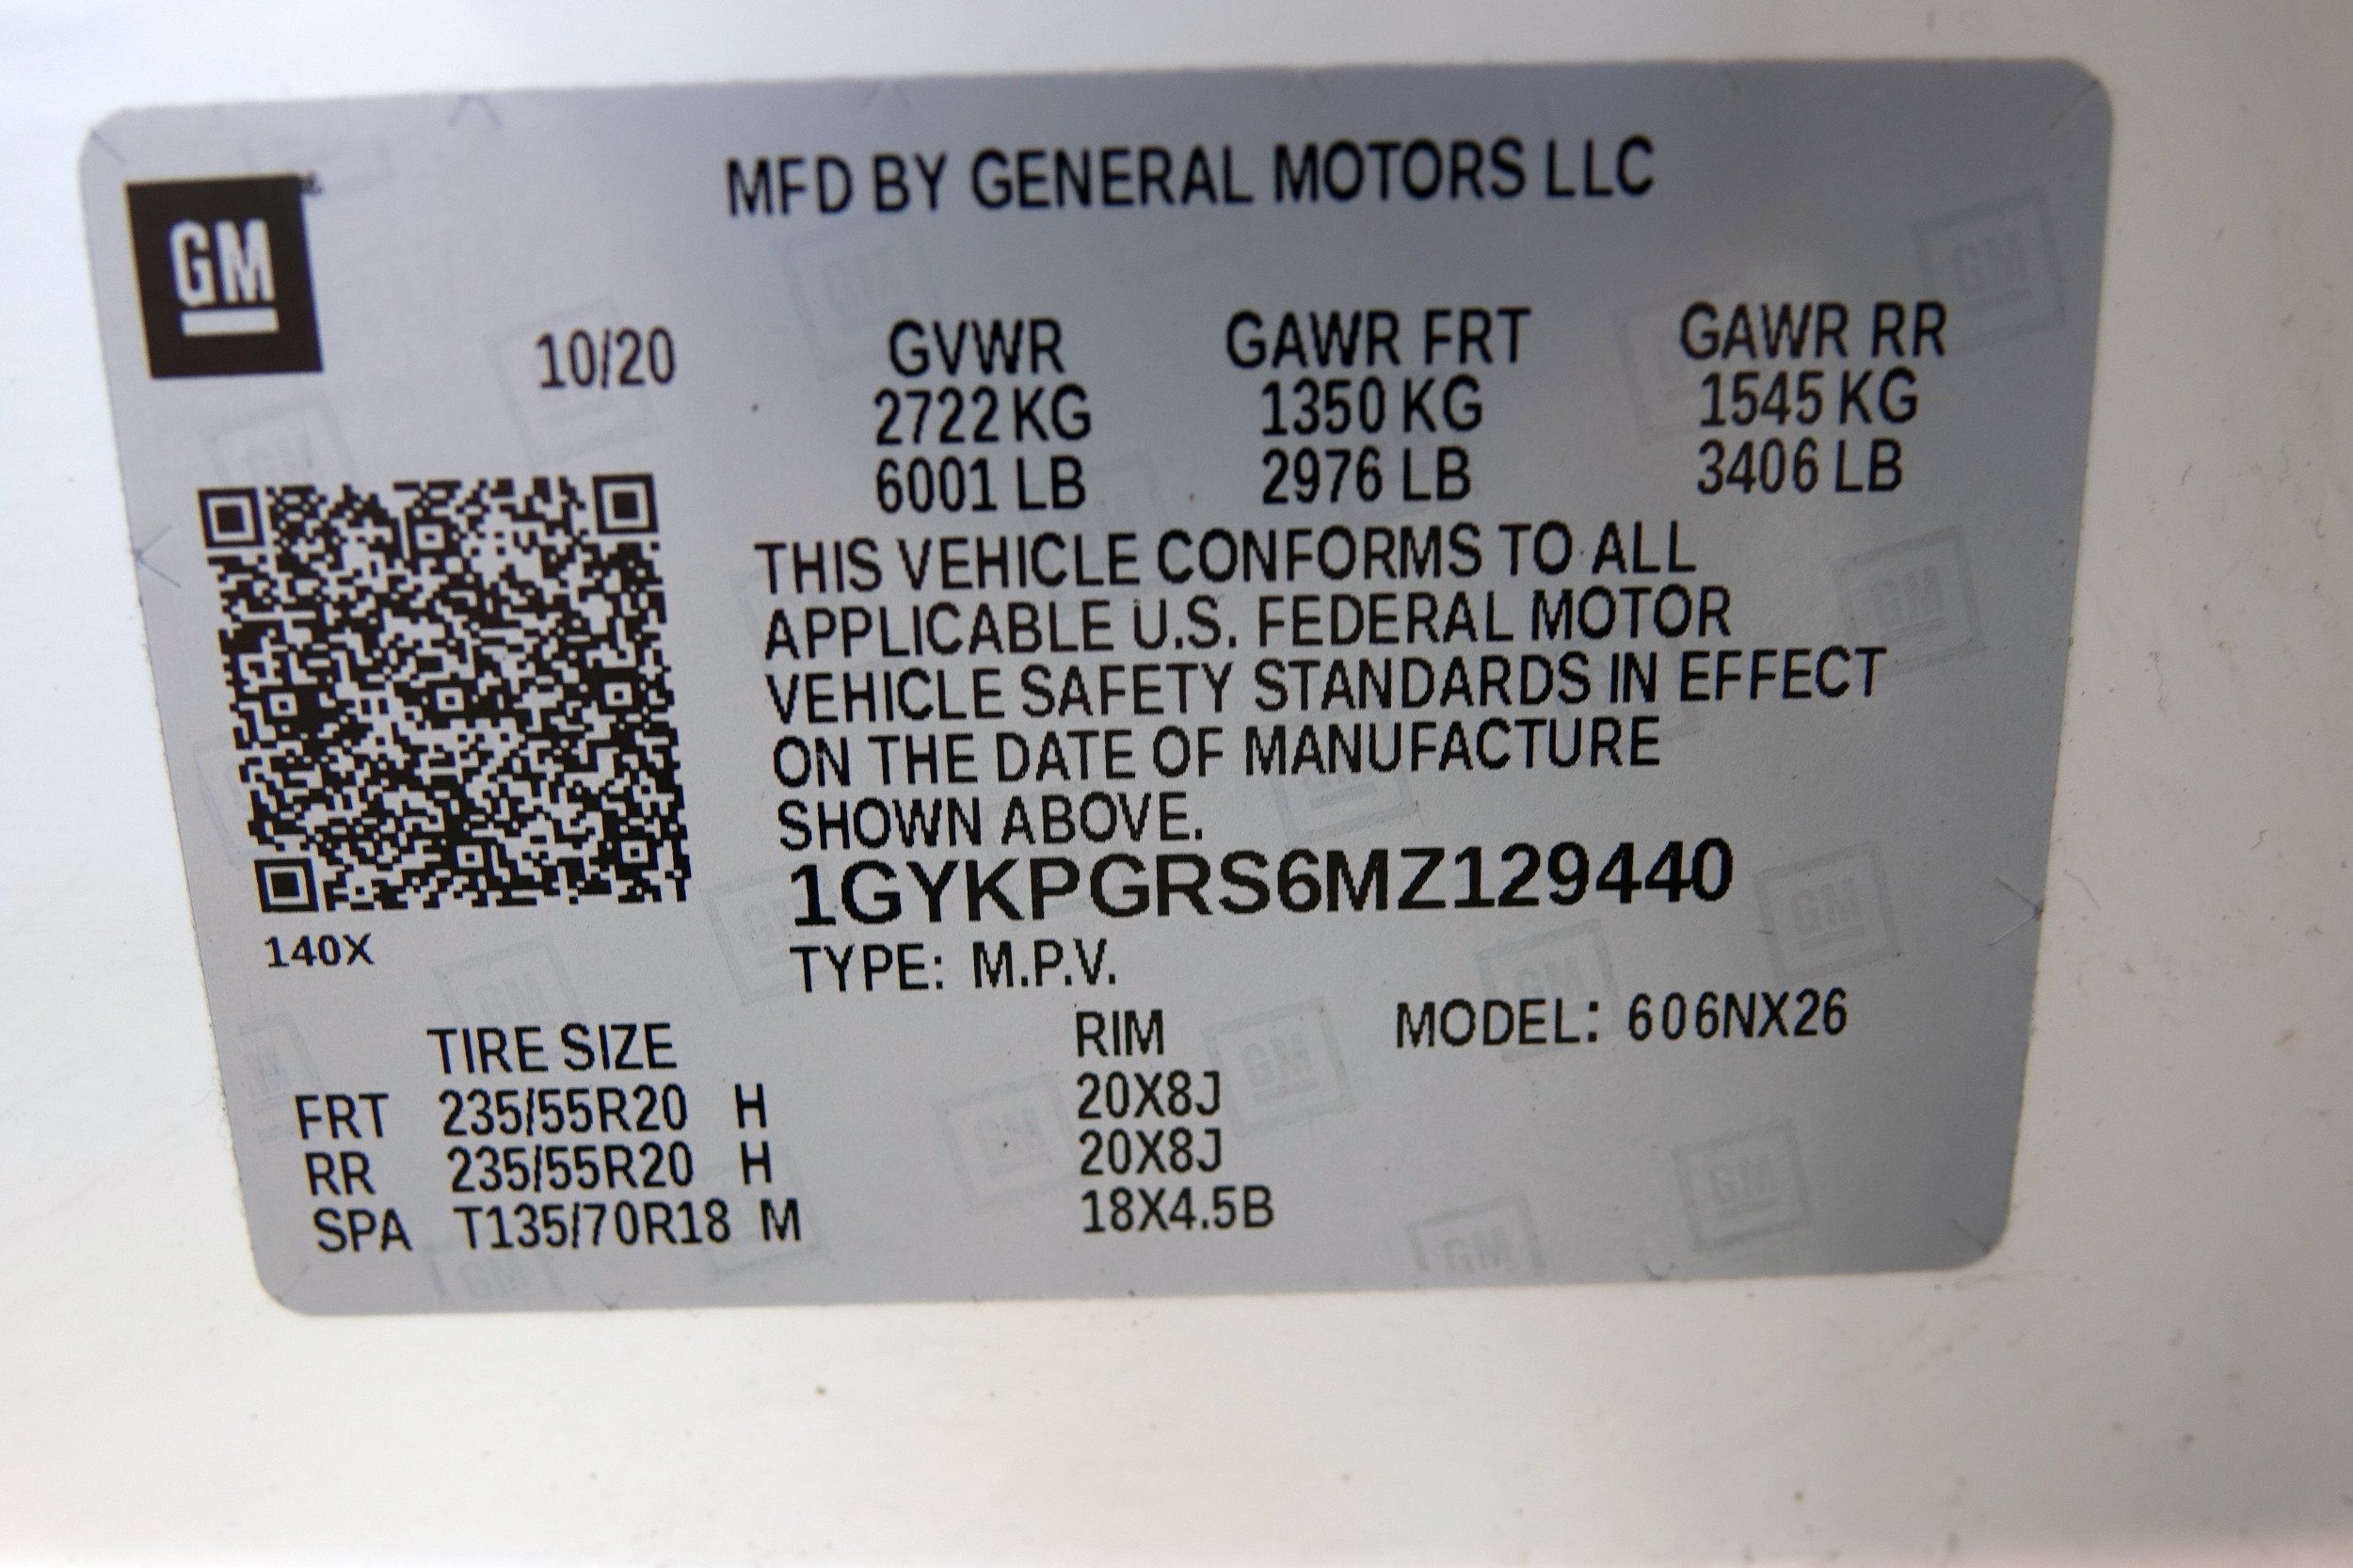 MFD BY GENERAL MOTORS LLC
GM
10/20
GVWR GAWR FRT GAWR RR
2722 KG 1350 KG 1545 KG
6001 LB 2976 LB 3406 LB
THIS VEHICLE CONFORMS TO ALL
APPLICABLE U.S. FEDERAL MOTOR
VEHICLE SAFETY STANDARDS IN EFFECT
ON THE DATE OF MANUFACTURE
SHOWN ABOVE.
1GYKPGRS6MZ129440
140X
TYPE: M.P.V.
TIRE SIZE RIM MODEL: 606NX26
FRT 235/55R20 H 20X8J
RR 235/55R20 H 20X8J
SPA T135/70R18 M 18X4.5B